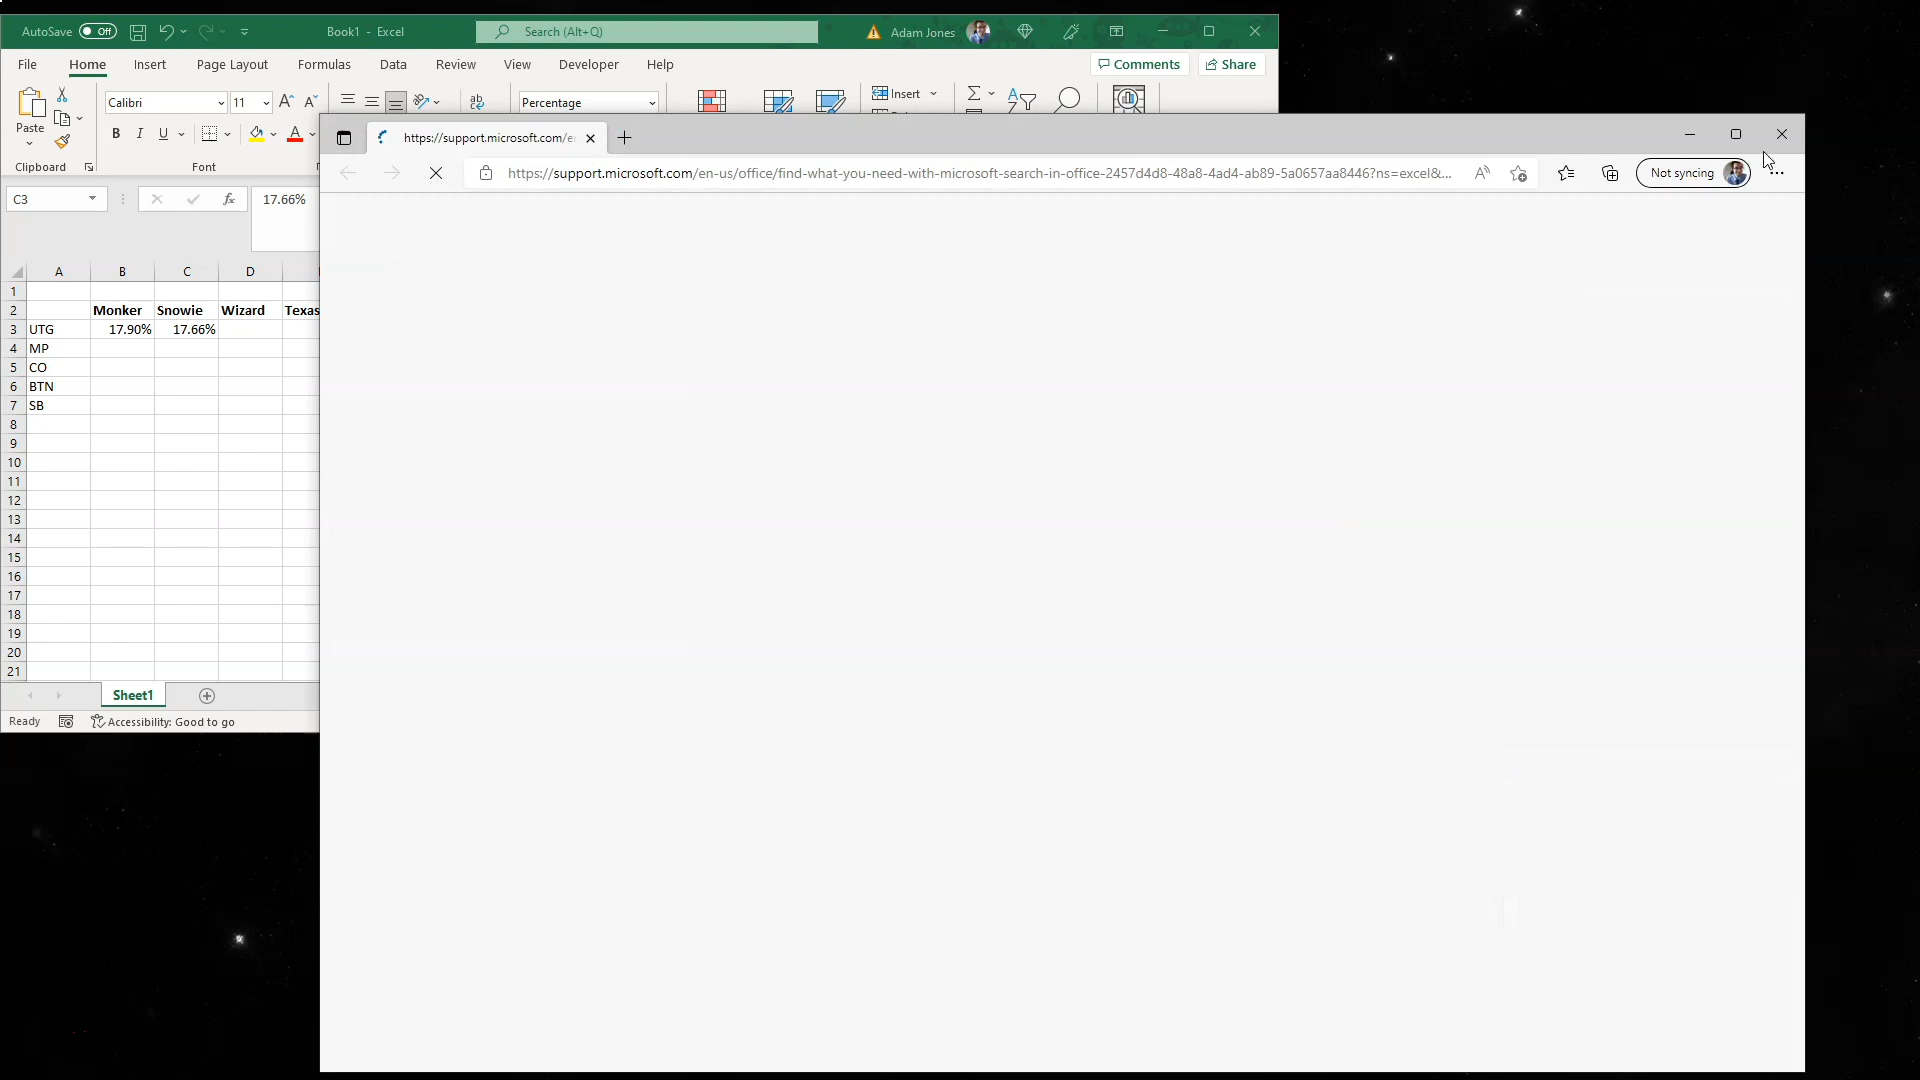 AutoSave Off Book1 - Excel Search (Alt+Q) Adam Jones
File Home Insert Page Layout Formulas Data Review View Developer Help Comments Share
Paste Calibri 11 ab Percentage Insert
B I U A
Clipboard Font
https://support.microsoft.com/e
https://support.microsoft.com/en-us/office/find-what-you-need-with-microsoft-search-in-office-2457d4d8-48a8-4ad4-ab89-5a0657aa8446?ns=excel&... Not syncing
C3 fx 17.66%
A B C D
1
2 Monker Snowie Wizard Texas
3 UTG 17.90% 17.66%
4 MP
5 CO
6 BTN
7 SB
8
9
10
11
12
13
14
15
16
17
18
19
20
21
Sheet1
Ready Accessibility: Good to go